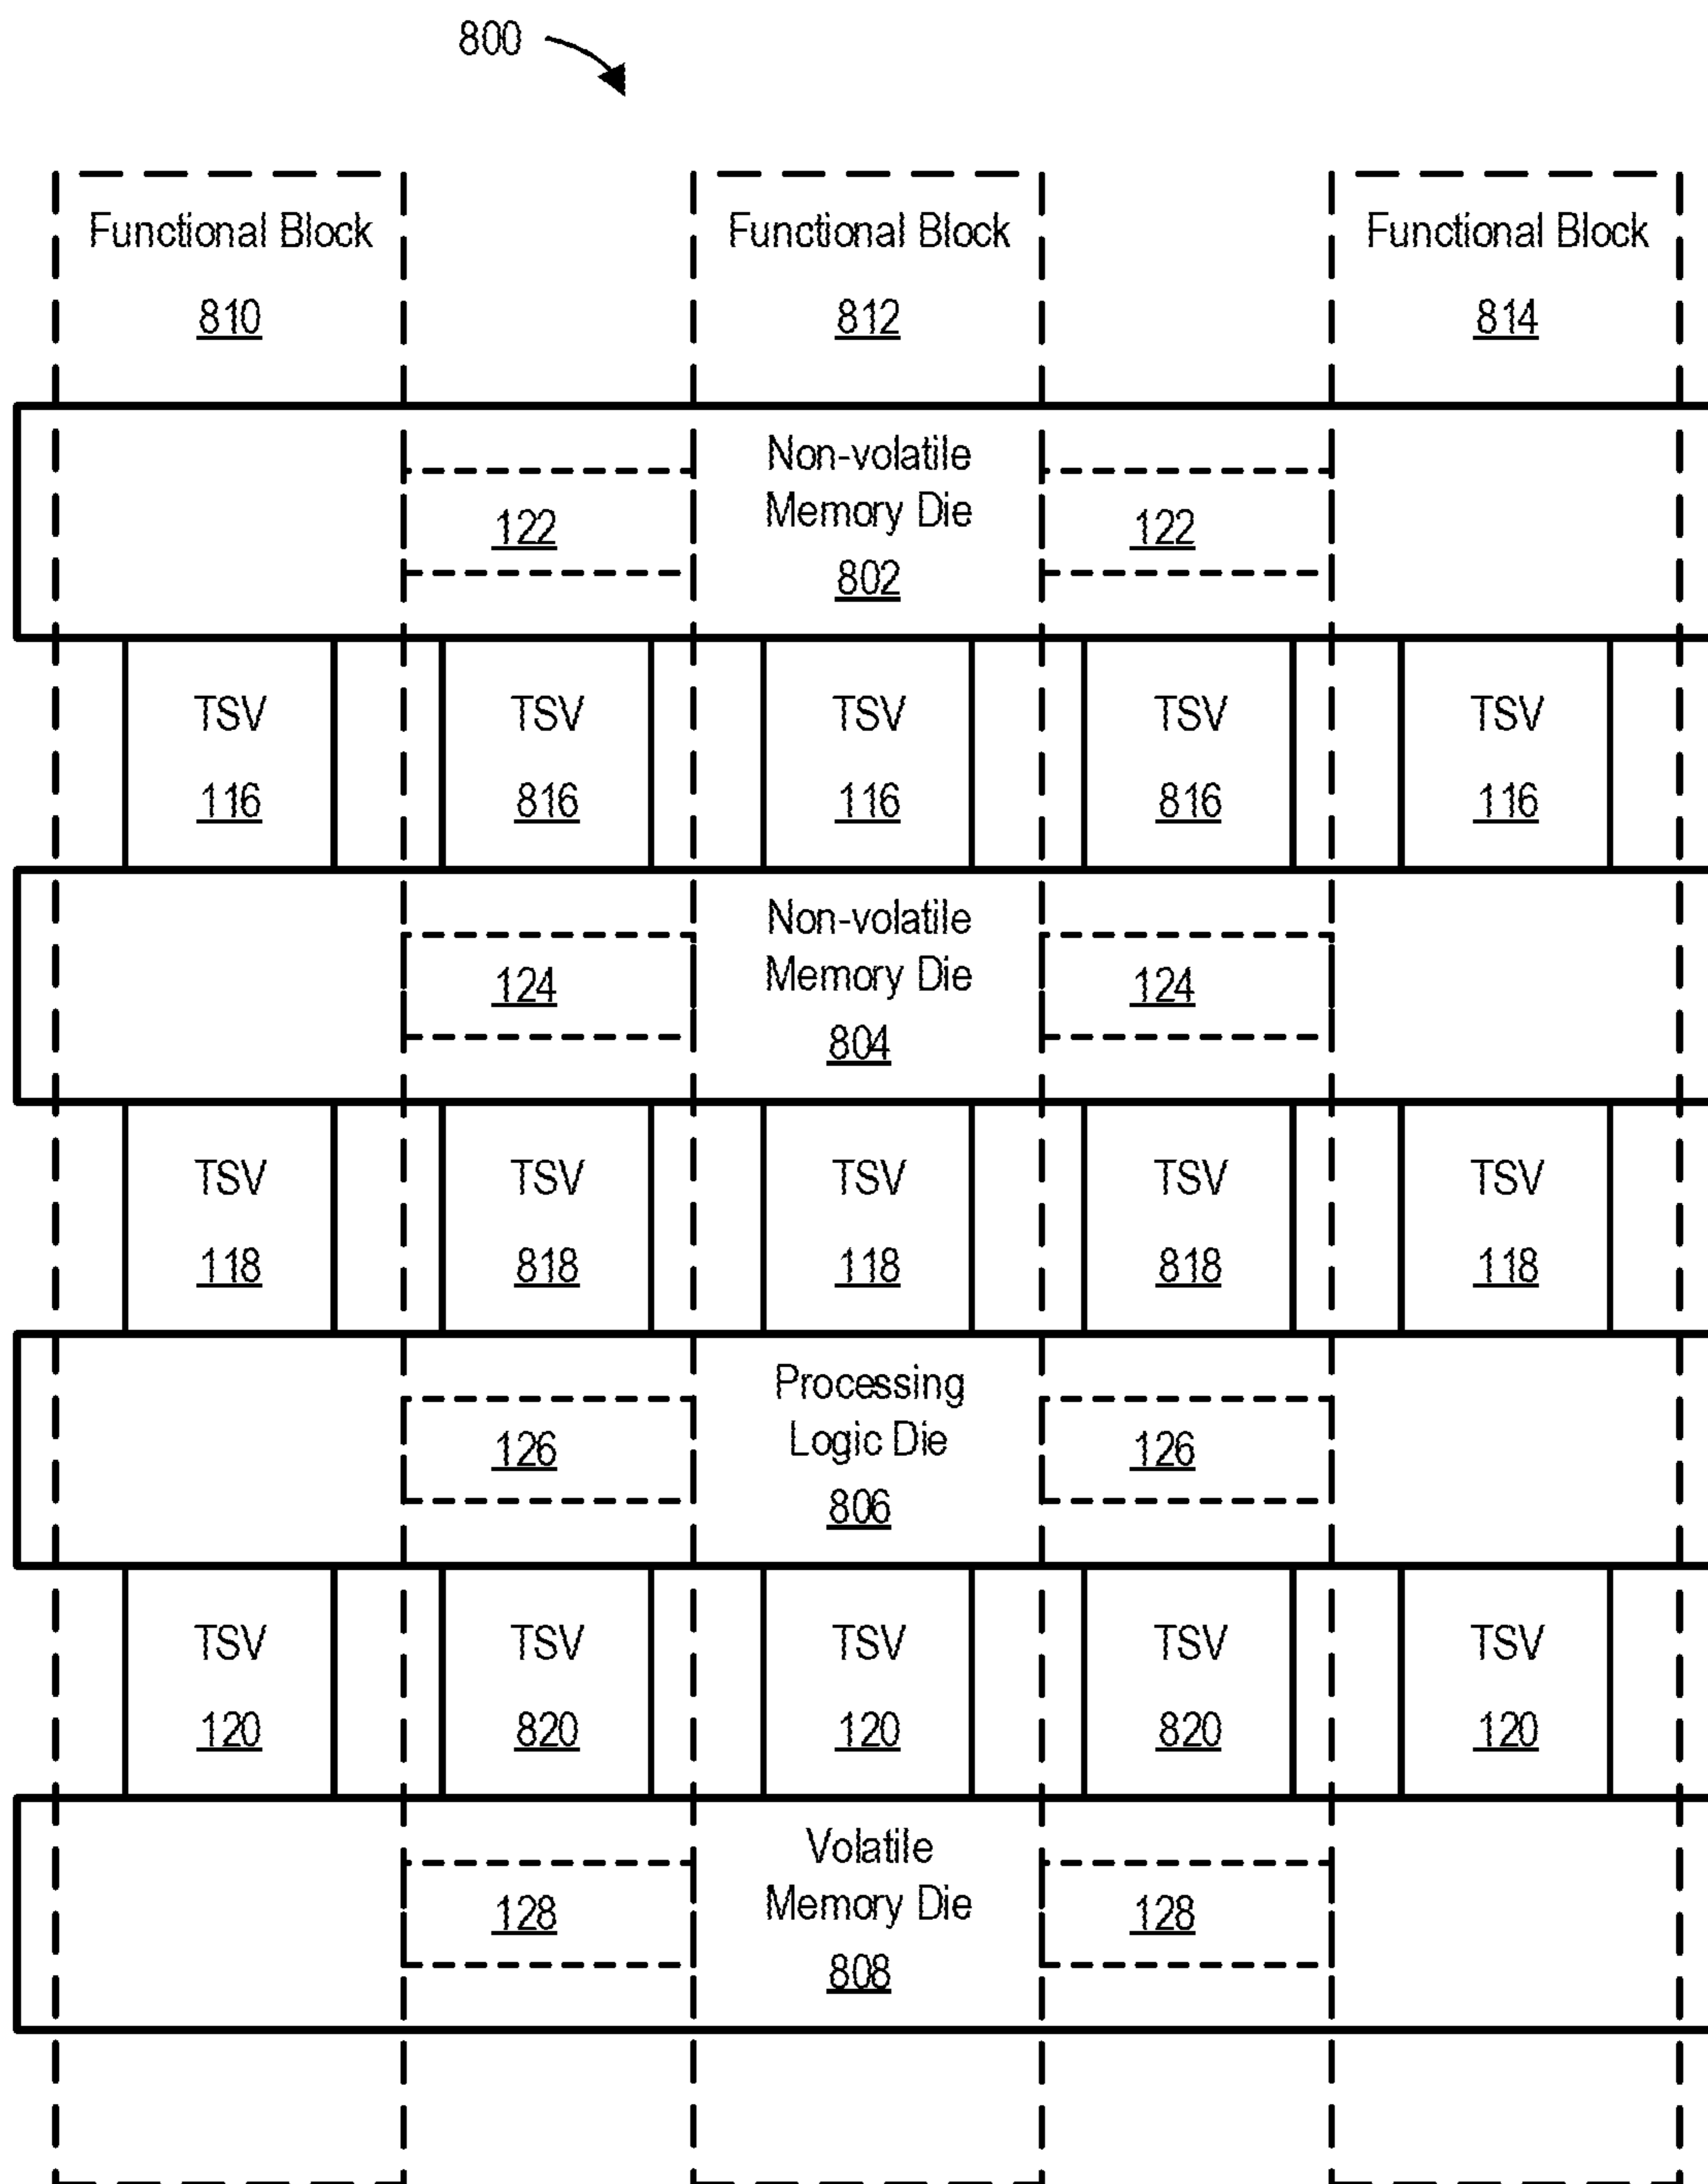 800
Functional Block Functional Block Functional Block
810 812 814
Non-volatile
Memory Die
122 122
802
TSV TSV TSV TSV TSV
116 816 116 816 116
Non-volatile
Memory Die
124 124
804
TSV TSV TSV TSV TSV
118 818 118 818 118
Processing
Logic Die
126 126
806
TSV TSV TSV TSV TSV
120 820 120 820 120
Volatile
Memory Die
128 128
808